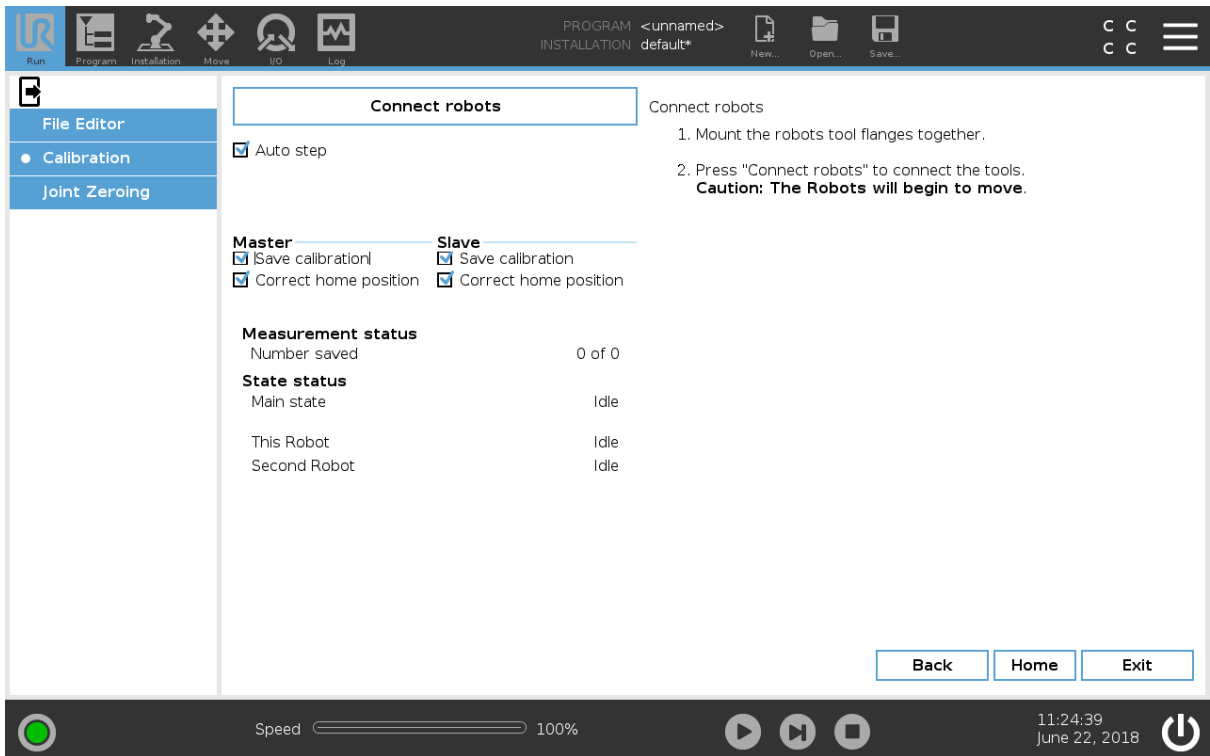 UR
PROGRAM <unnamed>
INSTALLATION default*
C C
C C
Run Program Installation Move I/O Log New... Open... Save...
File Editor
Calibration
Joint Zeroing
Connect robots
Auto step
Master Slave
Save calibration Save calibration
Correct home position Correct home position
Measurement status
Number saved 0 of 0
State status
Main state Idle
This Robot Idle
Second Robot Idle
Connect robots
1. Mount the robots tool flanges together.
2. Press "Connect robots" to connect the tools.
Caution: The Robots will begin to move.
Back Home Exit
Speed 100%
11:24:39
June 22, 2018